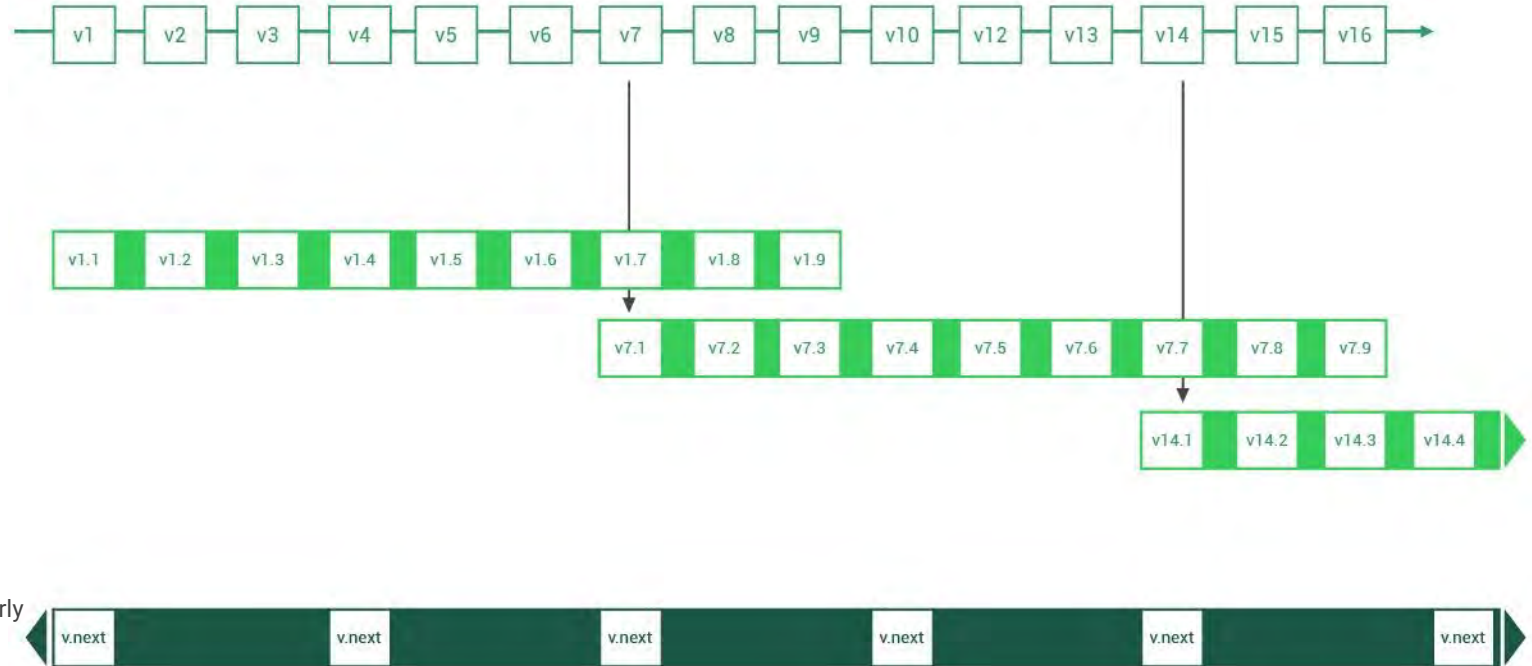 v1 v2 v3 v4 v5 v6 v7 v8 v9 v10 v12 v13 v14 v15 v16
v1.1 v1.2 v1.3 v1.4 v1.5 v1.6 v1.7 v1.8 v1.9
v7.1 v7.2 v7.3 v7.4 v7.5 v7.6 v7.7 v7.8 v7.9
v14.1 v14.2 v14.3 v14.4
rly
v.next v.next v.next v.next v.next v.next